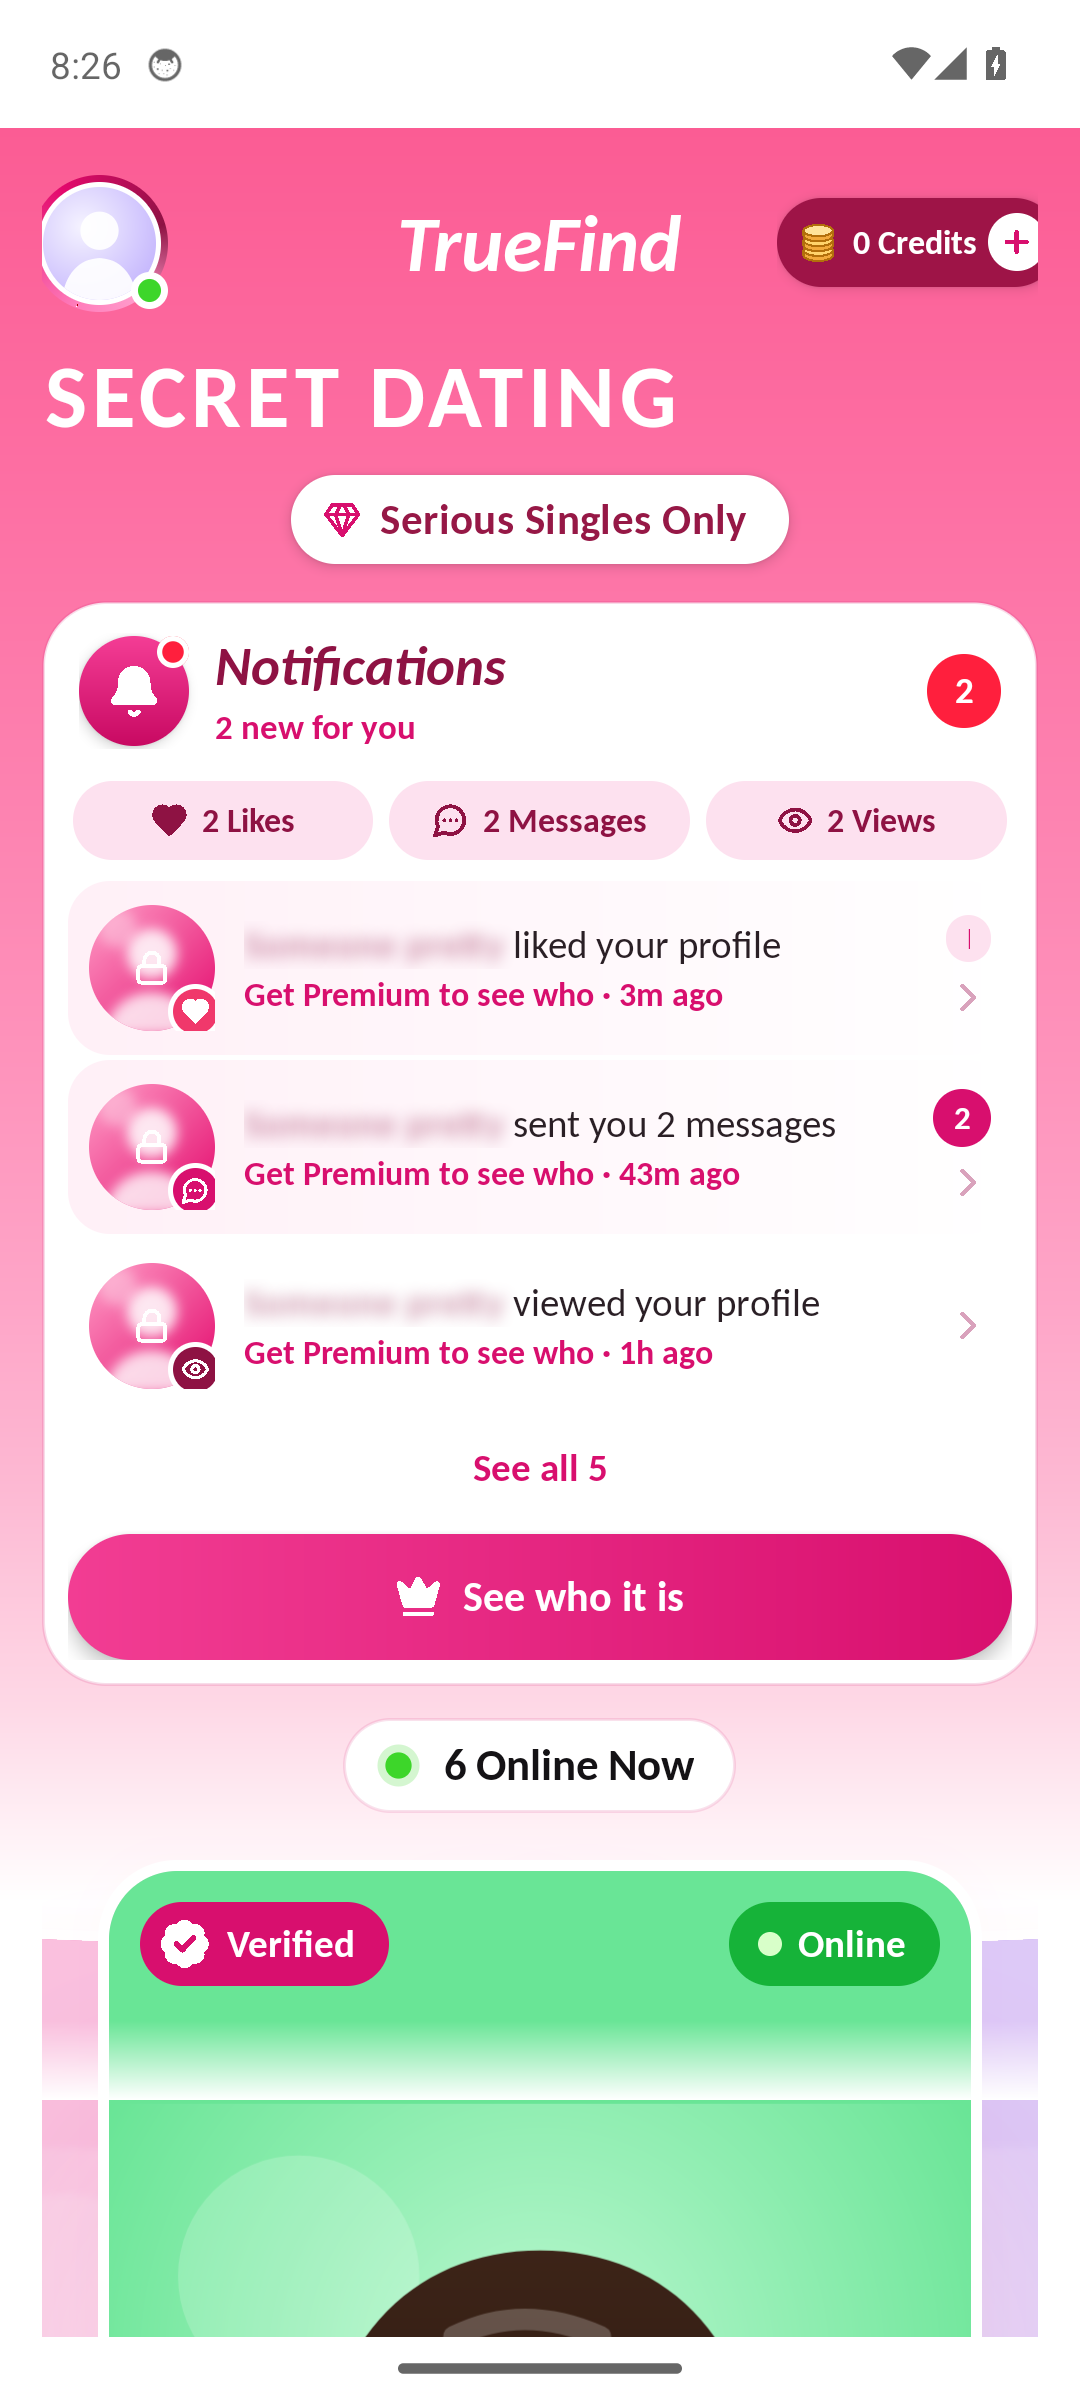 8:26
TrueFind
0 Credits
SECRET DATING
Serious Singles Only
Notifications
2 new for you
2
2 Likes
2 Messages
2 Views
liked your profile
Get Premium to see who · 3m ago
sent you 2 messages
2
Get Premium to see who · 43m ago
viewed your profile
Get Premium to see who · 1h ago
See all 5
See who it is
6 Online Now
Verified
Online